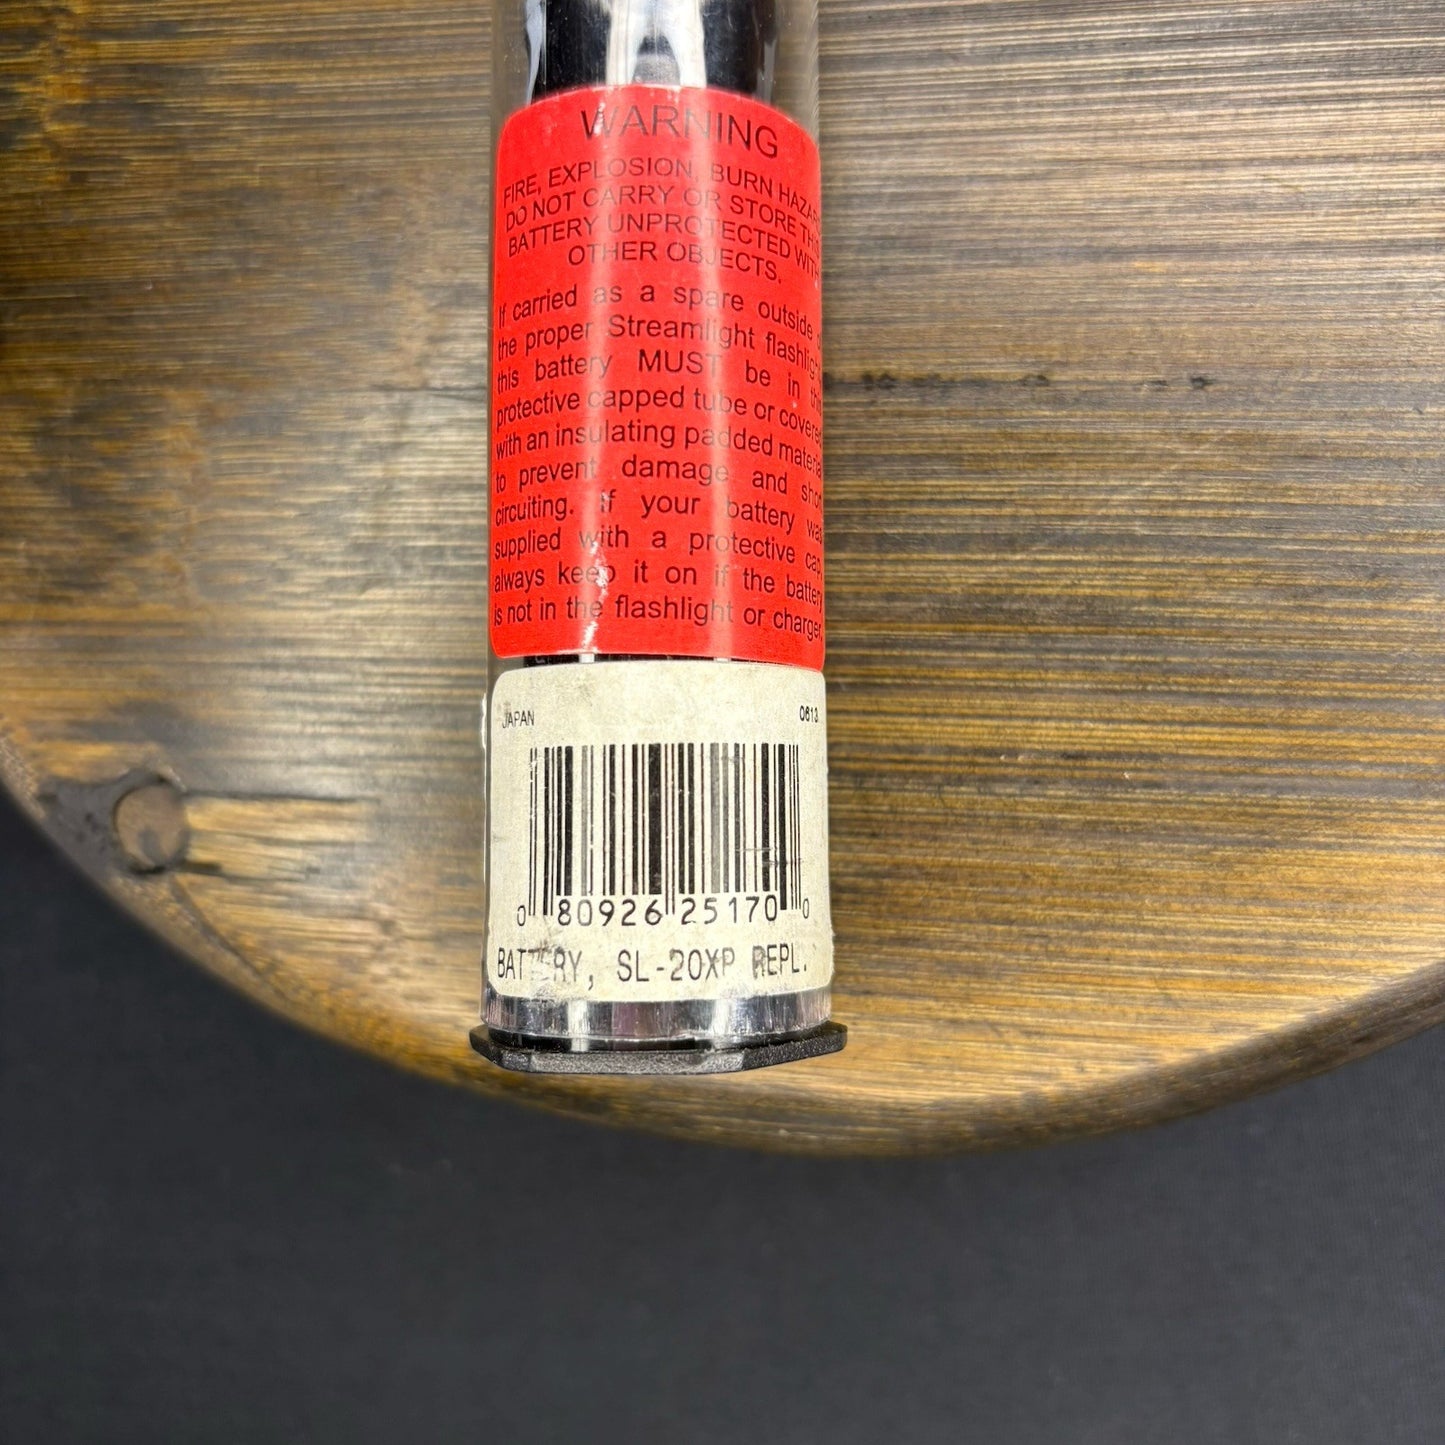 WARNING
FIRE, EXPLOSION, BURN HAZAR
DO NOT CARRY OR STORE THIS
BATTERY UNPROTECTED WITH
OTHER OBJECTS.
If carried as a spare outside o
the proper Streamlight flashlig
this battery MUST be in this
protective capped tube or covered
with an insulating padded material
to prevent damage and short
circuiting. If your battery was
supplied with a protective cap,
always keep it on if the battery
is not in the flashlight or charger.
JAPAN 0613
0 80926 25170 0
BATTERY, SL-20XP REPL.